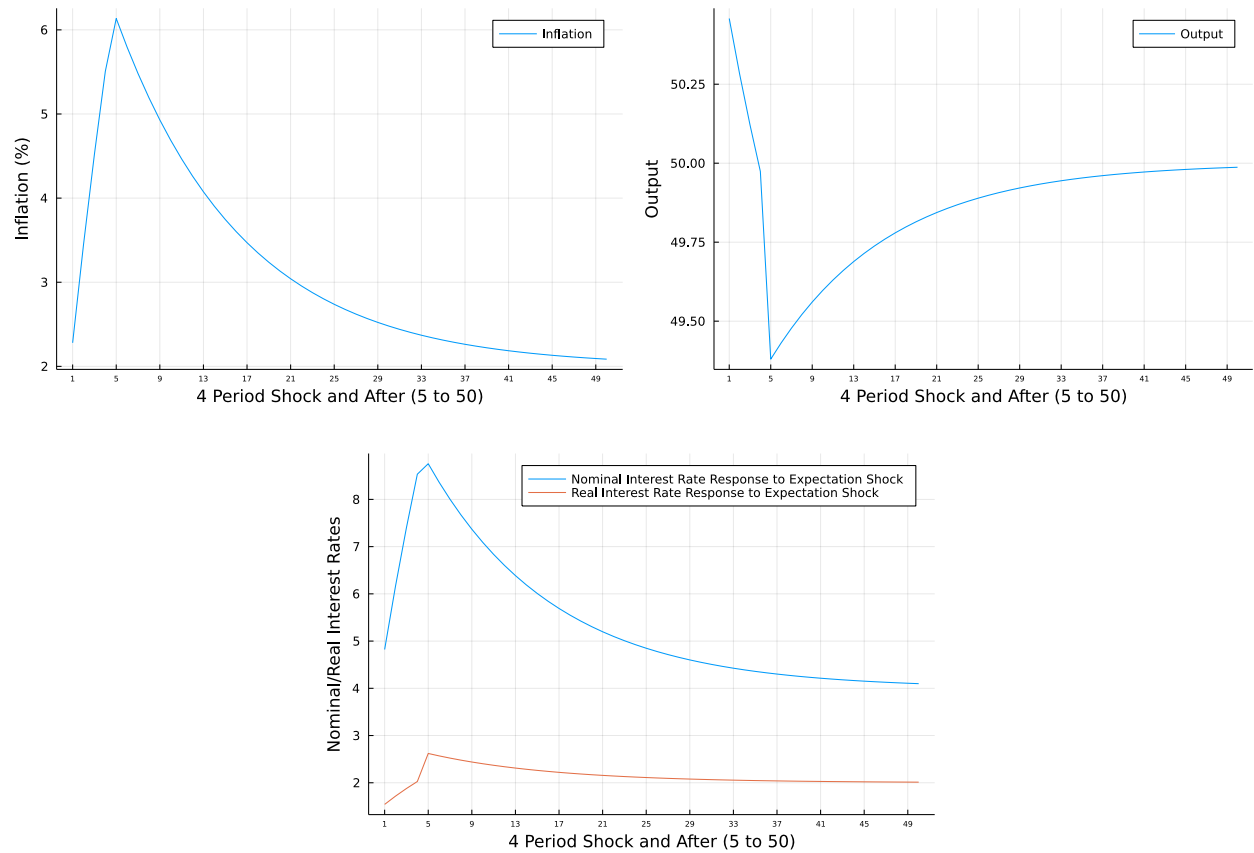 Inflation (%)
6
5
4
3
2
Inflation
1 5 9 13 17 21 25 29 33 37 41 45 49
4 Period Shock and After (5 to 50)
Output
50.25
50.00
49.75
49.50
Output
1 5 9 13 17 21 25 29 33 37 41 45 49
4 Period Shock and After (5 to 50)
Nominal/Real Interest Rates
8
7
6
5
4
3
2
Nominal Interest Rate Response to Expectation Shock
Real Interest Rate Response to Expectation Shock
1 5 9 13 17 21 25 29 33 37 41 45 49
4 Period Shock and After (5 to 50)